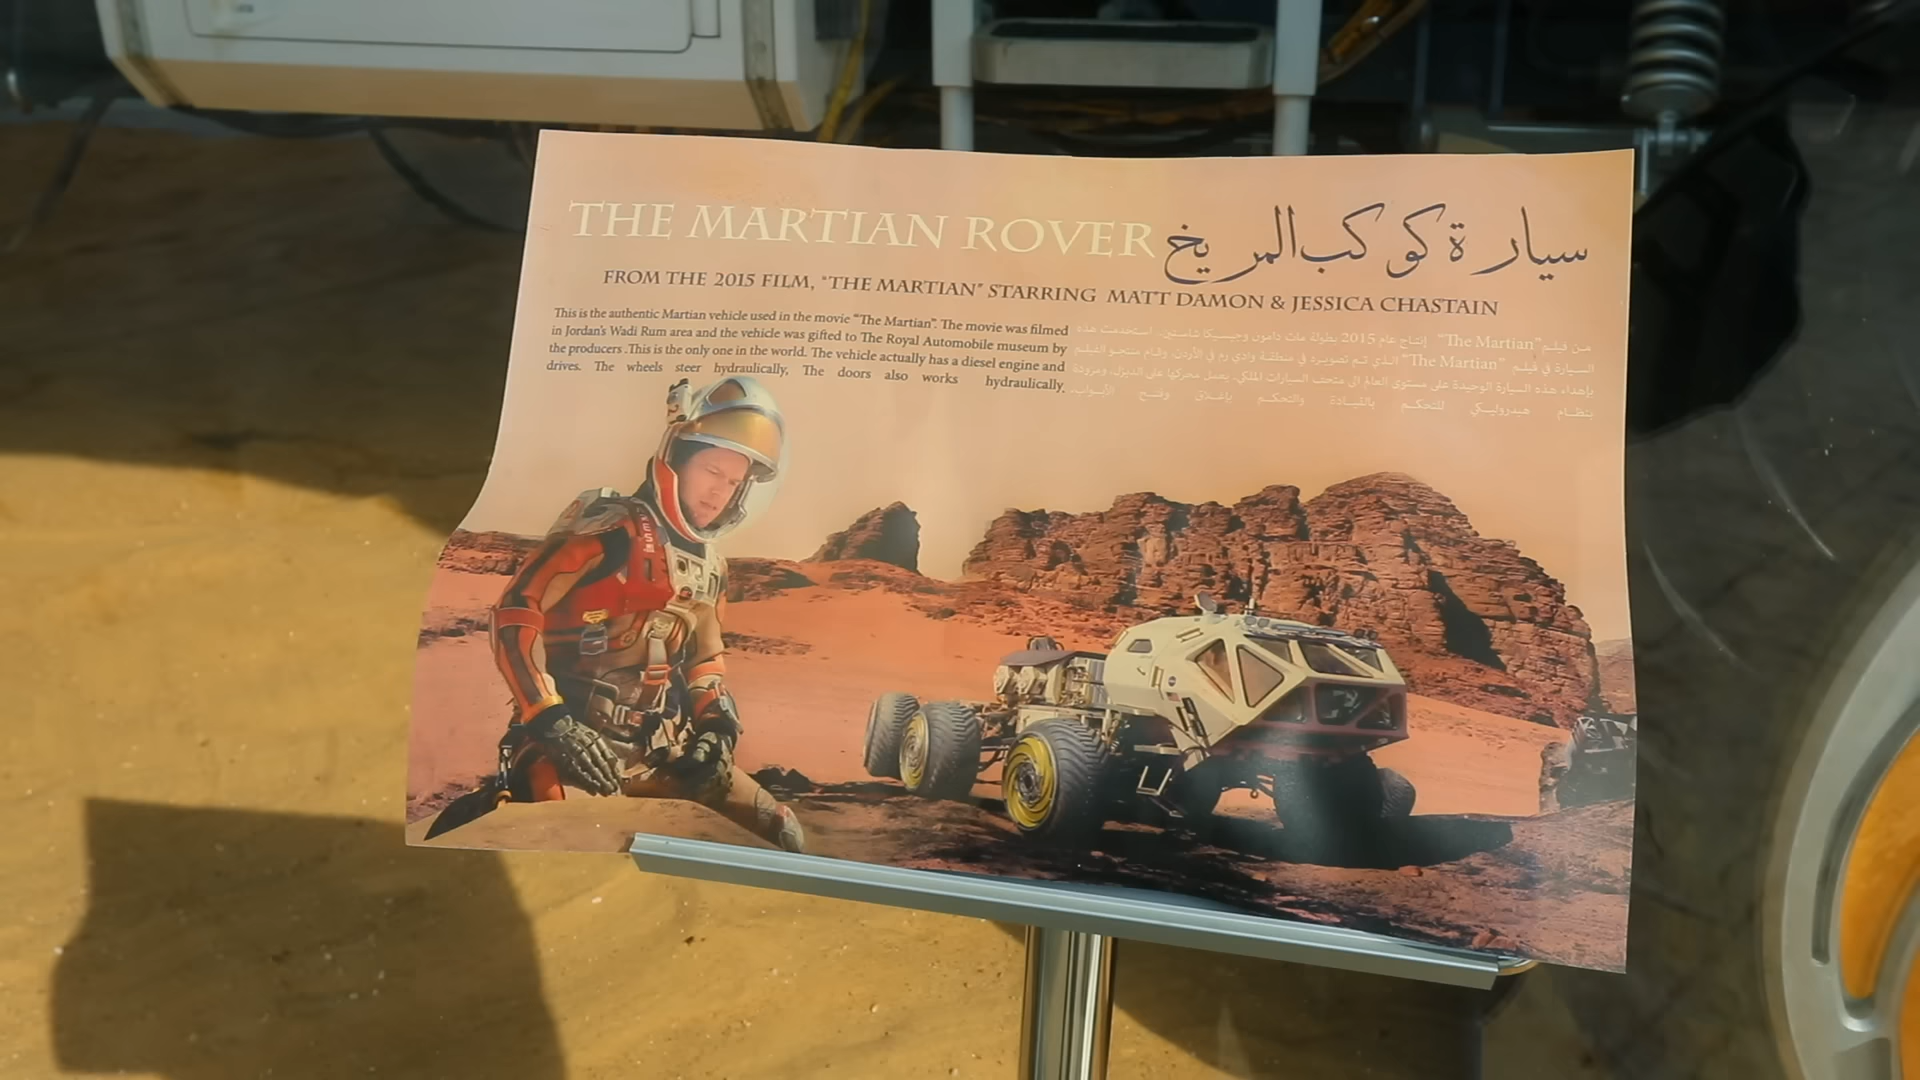 THE MARTIAN ROVER
سيارة كوكب المريخ
FROM THE 2015 FILM, "THE MARTIAN" STARRING MATT DAMON & JESSICA CHASTAIN
This is the authentic Martian vehicle used in the movie "The Martian". The movie was filmed
in Jordan's Wadi Rum area and the vehicle was gifted to The Royal Automobile museum by
the producers .This is the only one in the world. The vehicle actually has a diesel engine and
drives. The wheels steer hydraulically, The doors also works hydraulically.
من فيلم "The Martian" إنتاج عام 2015 بطولة مات دامون وجيسيكا شاستين، استخدمت هذه
السيارة في فيلم "The Martian" الذي تم تصويره في منطقة وادي رم في الأردن، وقام منتجو الفيلم
بإهداء هذه السيارة الوحيدة على مستوى العالم الى متحف السيارات الملكي. يعمل محركها على الديزل، ومزودة
بنظام هيدروليكي للتحكم بالقيادة والتحكم بإغلاق وفتح الأبواب.